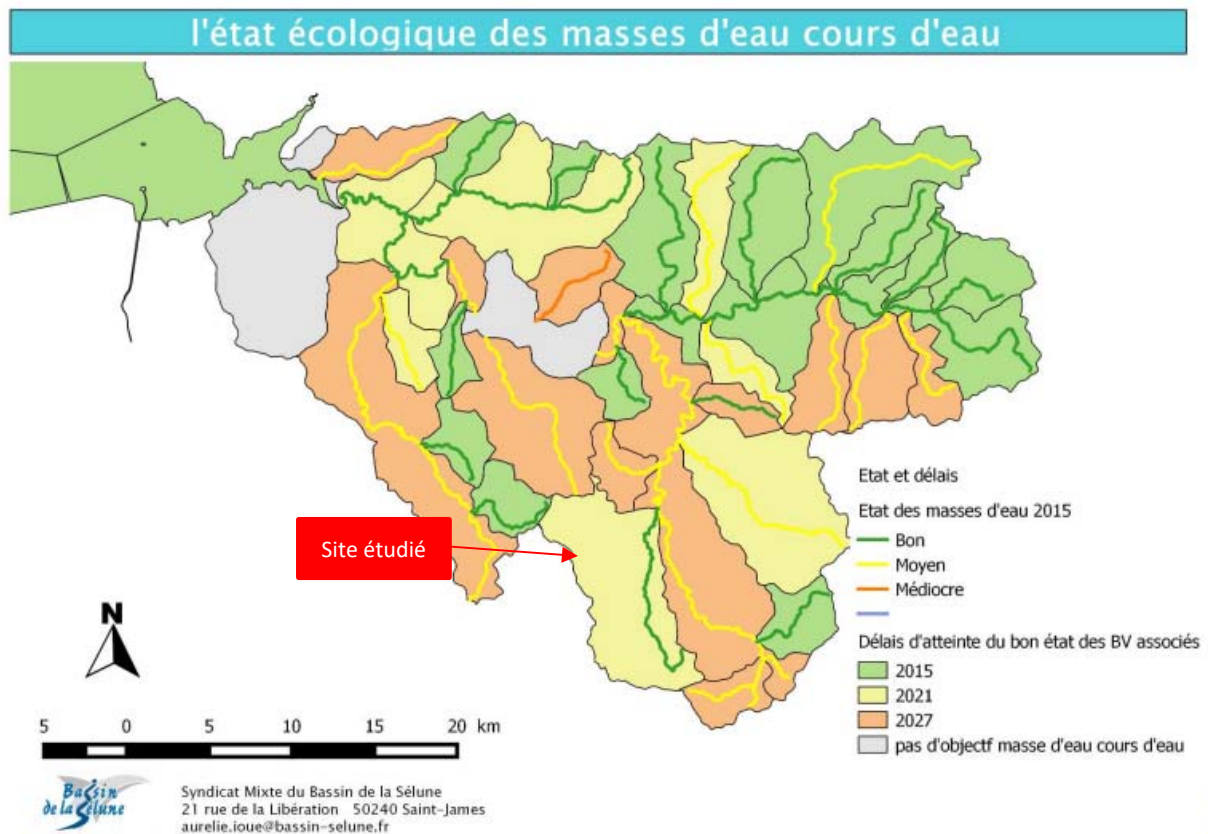 l'état écologique des masses d'eau cours d'eau
Site étudié
Etat et délais
Etat des masses d'eau 2015
Bon
Moyen
Médiocre
Délais d'atteinte du bon état des BV associés
2015
2021
2027
pas d'objectf masse d'eau cours d'eau
N
5 0 5 10 15 20 km
Bassin
de la Sélune
Syndicat Mixte du Bassin de la Sélune
21 rue de la Libération 50240 Saint-James
aurelie.joue@bassin-selune.fr